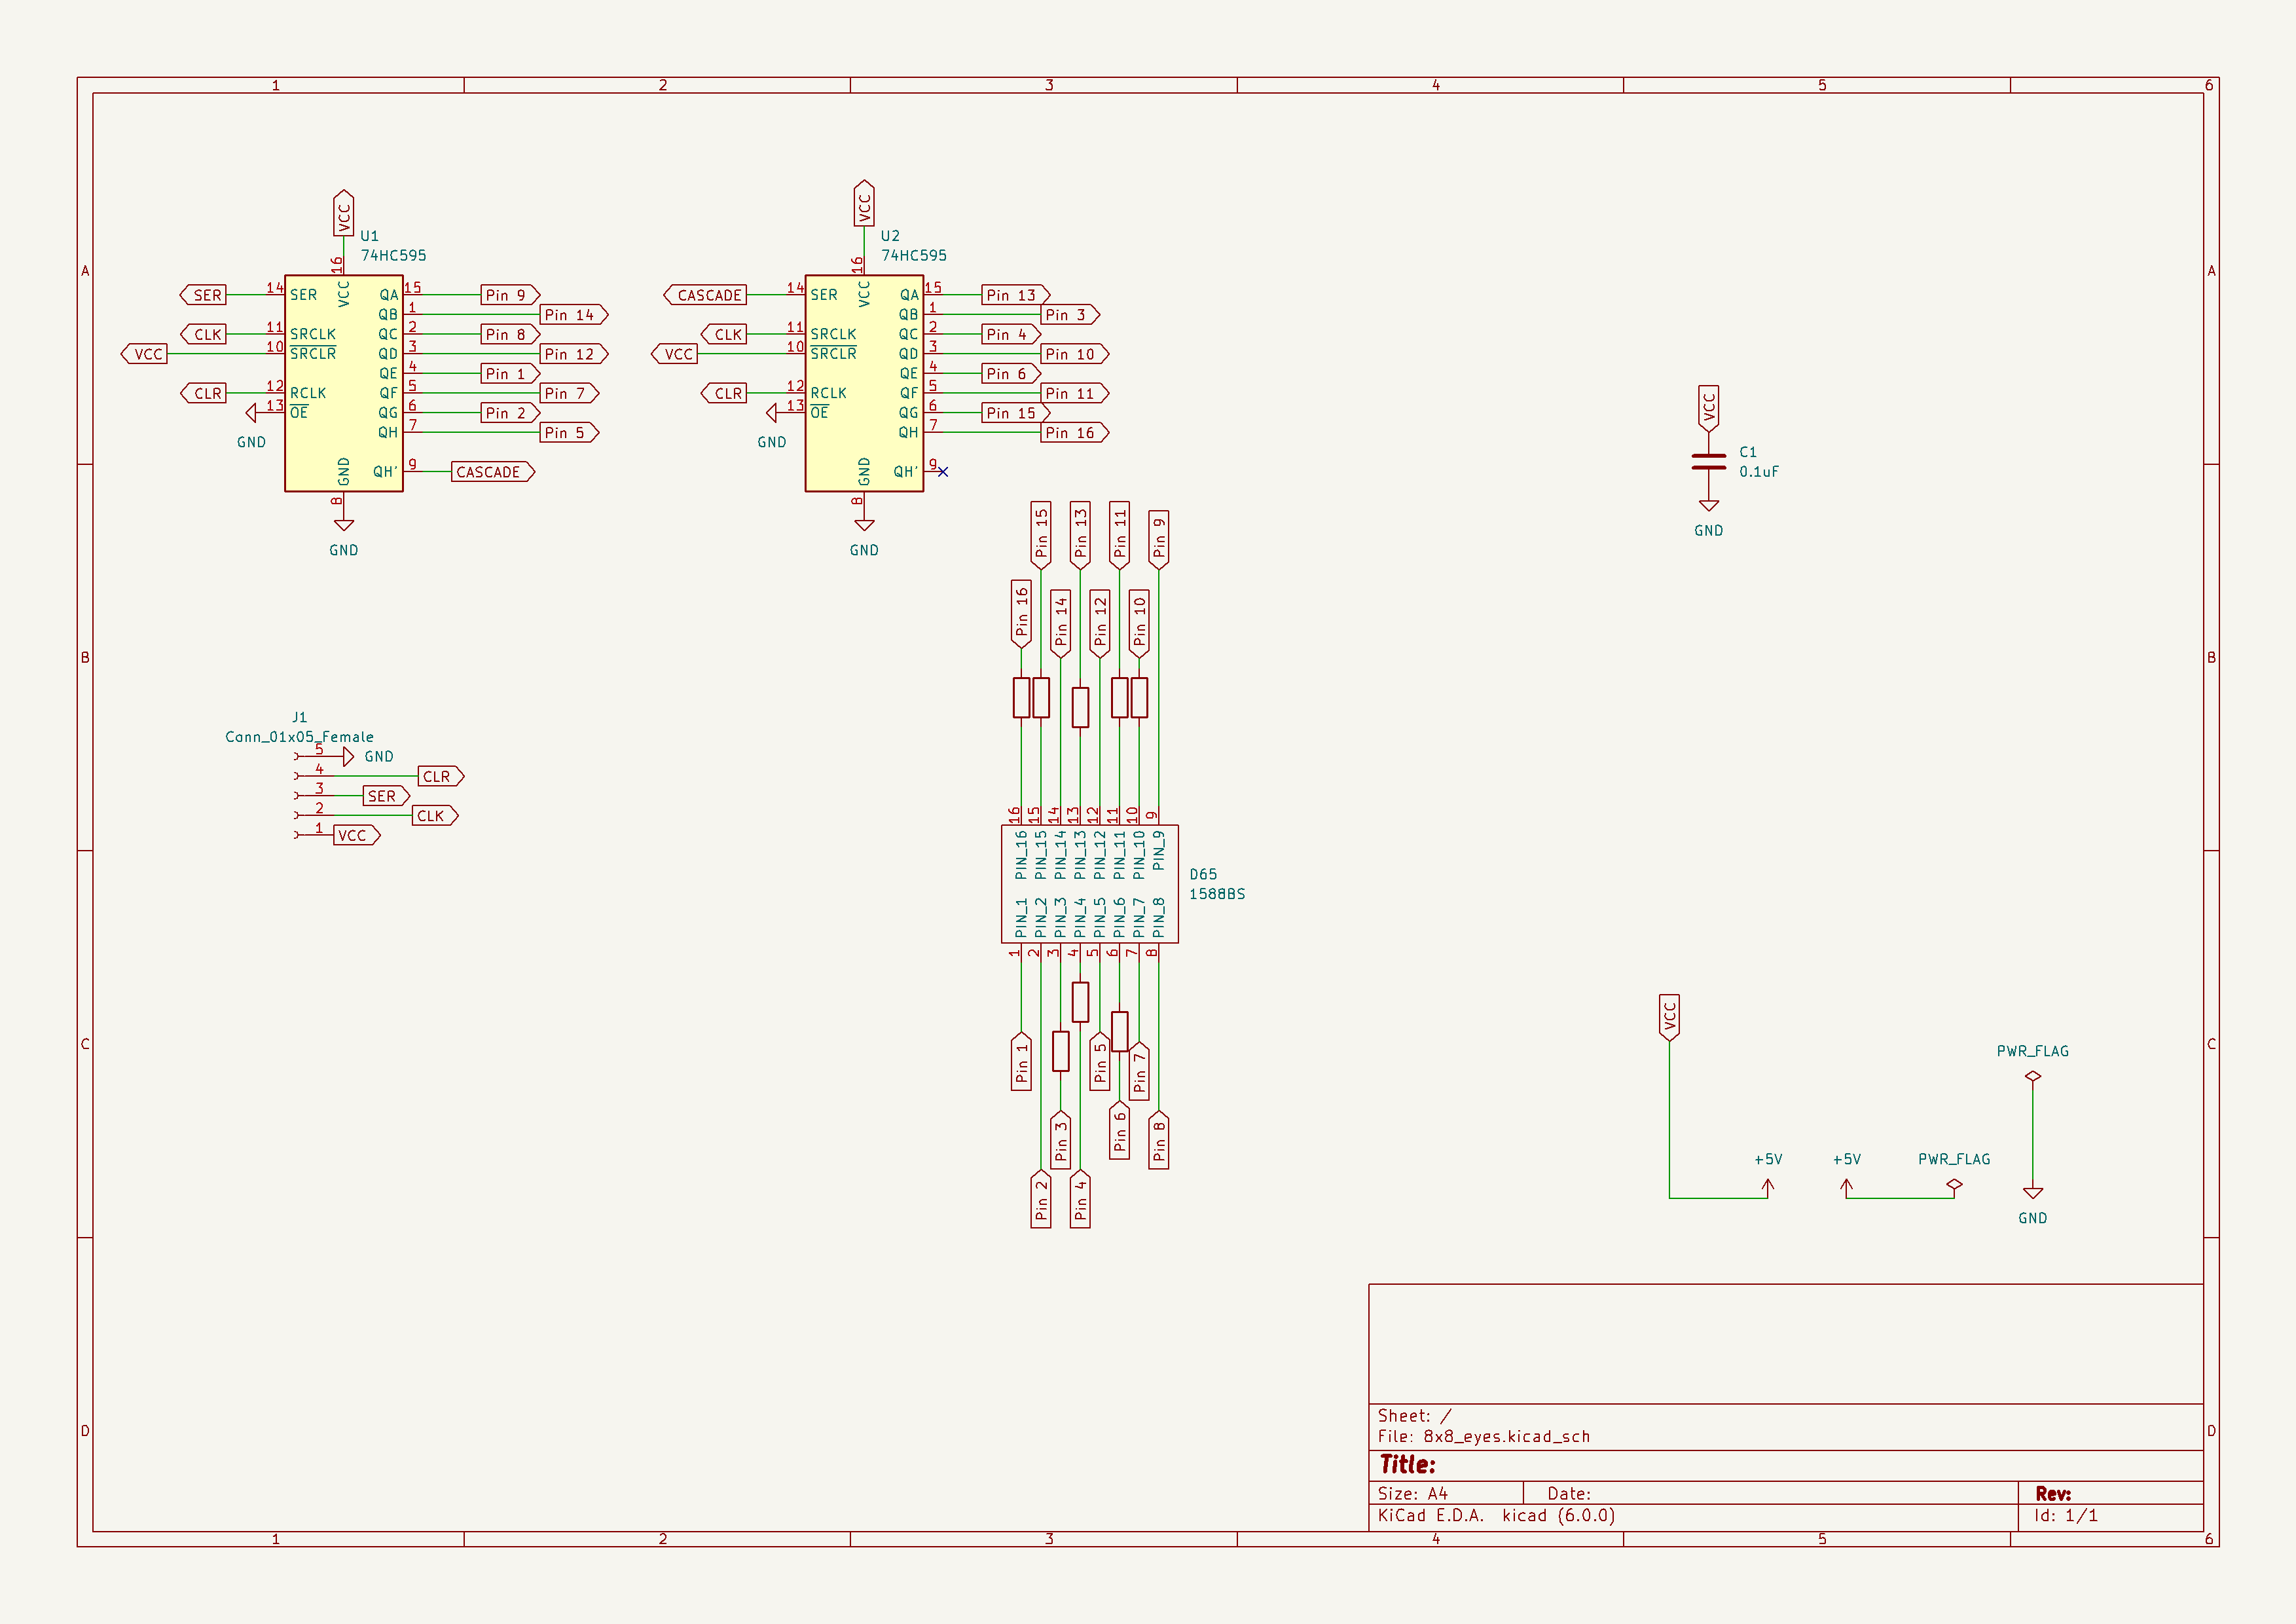 1 2 3 4 5 6
A A
B B
C C
D D
1 2 3 4 5 6
VCC
U1
74HC595
16
VCC
SER 14 SER
CLK 11 SRCLK
VCC 10 SRCLR
CLR 12 RCLK
13 OE
GND
QA 15 Pin 9
QB 1 Pin 14
QC 2 Pin 8
QD 3 Pin 12
QE 4 Pin 1
QF 5 Pin 7
QG 6 Pin 2
QH 7 Pin 5
QH' 9 CASCADE
GND
8
GND
VCC
U2
74HC595
16
VCC
CASCADE 14 SER
CLK 11 SRCLK
VCC 10 SRCLR
CLR 12 RCLK
13 OE
GND
QA 15 Pin 13
QB 1 Pin 3
QC 2 Pin 4
QD 3 Pin 10
QE 4 Pin 6
QF 5 Pin 11
QG 6 Pin 15
QH 7 Pin 16
QH' 9
GND
8
GND
VCC
C1
0.1uF
GND
Pin 15 Pin 13 Pin 11 Pin 9
Pin 16 Pin 14 Pin 12 Pin 10
J1
Conn_01x05_Female
5 GND
4 CLR
3 SER
2 CLK
1 VCC
16 15 14 13 12 11 10 9
PIN_16 PIN_15 PIN_14 PIN_13 PIN_12 PIN_11 PIN_10 PIN_9
D65
1588BS
PIN_1 PIN_2 PIN_3 PIN_4 PIN_5 PIN_6 PIN_7 PIN_8
1 2 3 4 5 6 7 8
Pin 1 Pin 5 Pin 7
Pin 3 Pin 6 Pin 8
Pin 2 Pin 4
VCC
PWR_FLAG
+5V +5V PWR_FLAG
GND
Sheet: /
File: 8x8_eyes.kicad_sch
Title:
Size: A4 Date: Rev:
KiCad E.D.A. kicad (6.0.0) Id: 1/1